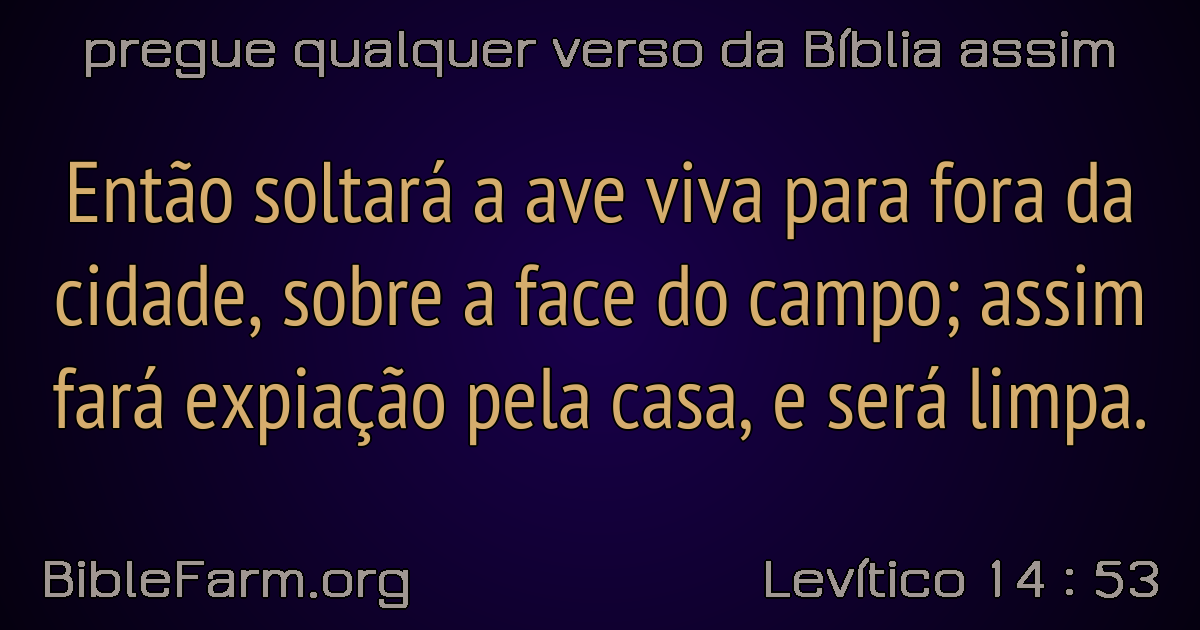 pregue qualquer verso da Bíblia assim
Então soltará a ave viva para fora da
cidade, sobre a face do campo; assim
fará expiação pela casa, e será limpa.
BibleFarm.org
Levítico 14 : 53